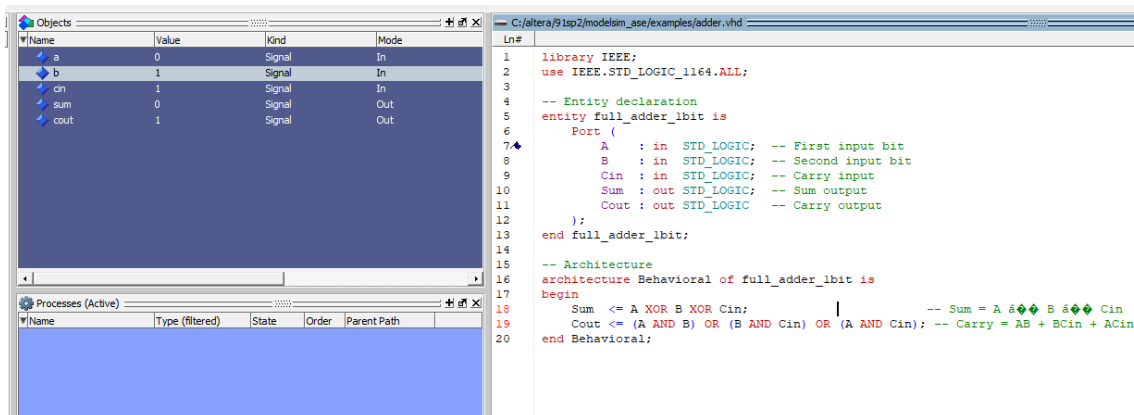 Objects
Name Value Kind Mode
a 0 Signal In
b 1 Signal In
cin 1 Signal In
sum 0 Signal Out
cout 1 Signal Out
Processes (Active)
Name Type (filtered) State Order Parent Path
C:/altera/91sp2/modelsim_ase/examples/adder.vhd
Ln#
1 library IEEE;
2 use IEEE.STD_LOGIC_1164.ALL;
3
4 -- Entity declaration
5 entity full_adder_1bit is
6 Port (
7 A : in STD_LOGIC; -- First input bit
8 B : in STD_LOGIC; -- Second input bit
9 Cin : in STD_LOGIC; -- Carry input
10 Sum : out STD_LOGIC; -- Sum output
11 Cout : out STD_LOGIC -- Carry output
12 );
13 end full_adder_1bit;
14
15 -- Architecture
16 architecture Behavioral of full_adder_1bit is
17 begin
18 Sum <= A XOR B XOR Cin; -- Sum = A â�� B â�� Cin
19 Cout <= (A AND B) OR (B AND Cin) OR (A AND Cin); -- Carry = AB + BCin + ACin
20 end Behavioral;